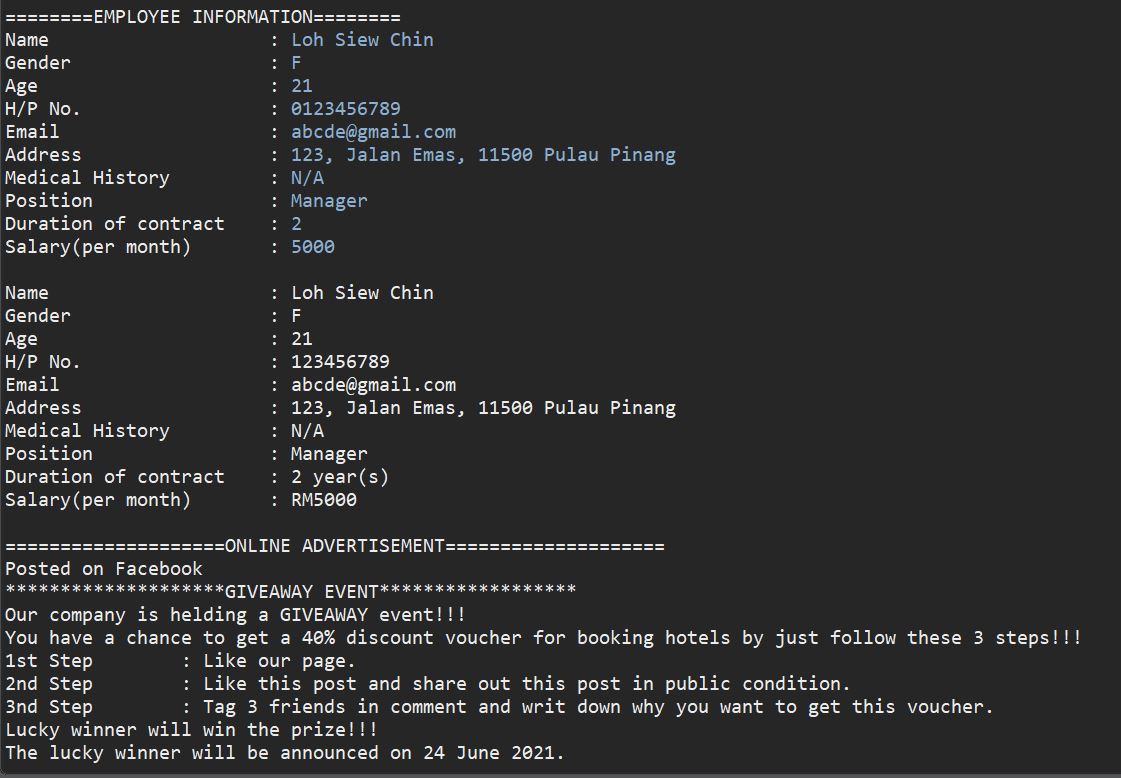 ========EMPLOYEE INFORMATION========
Name                    : Loh Siew Chin
Gender                  : F
Age                     : 21
H/P No.                 : 0123456789
Email                   : abcde@gmail.com
Address                 : 123, Jalan Emas, 11500 Pulau Pinang
Medical History         : N/A
Position                : Manager
Duration of contract    : 2
Salary(per month)       : 5000

Name                    : Loh Siew Chin
Gender                  : F
Age                     : 21
H/P No.                 : 123456789
Email                   : abcde@gmail.com
Address                 : 123, Jalan Emas, 11500 Pulau Pinang
Medical History         : N/A
Position                : Manager
Duration of contract    : 2 year(s)
Salary(per month)       : RM5000

====================ONLINE ADVERTISEMENT====================
Posted on Facebook
********************GIVEAWAY EVENT******************
Our company is helding a GIVEAWAY event!!!
You have a chance to get a 40% discount voucher for booking hotels by just follow these 3 steps!!!
1st Step        : Like our page.
2nd Step        : Like this post and share out this post in public condition.
3nd Step        : Tag 3 friends in comment and writ down why you want to get this voucher.
Lucky winner will win the prize!!!
The lucky winner will be announced on 24 June 2021.